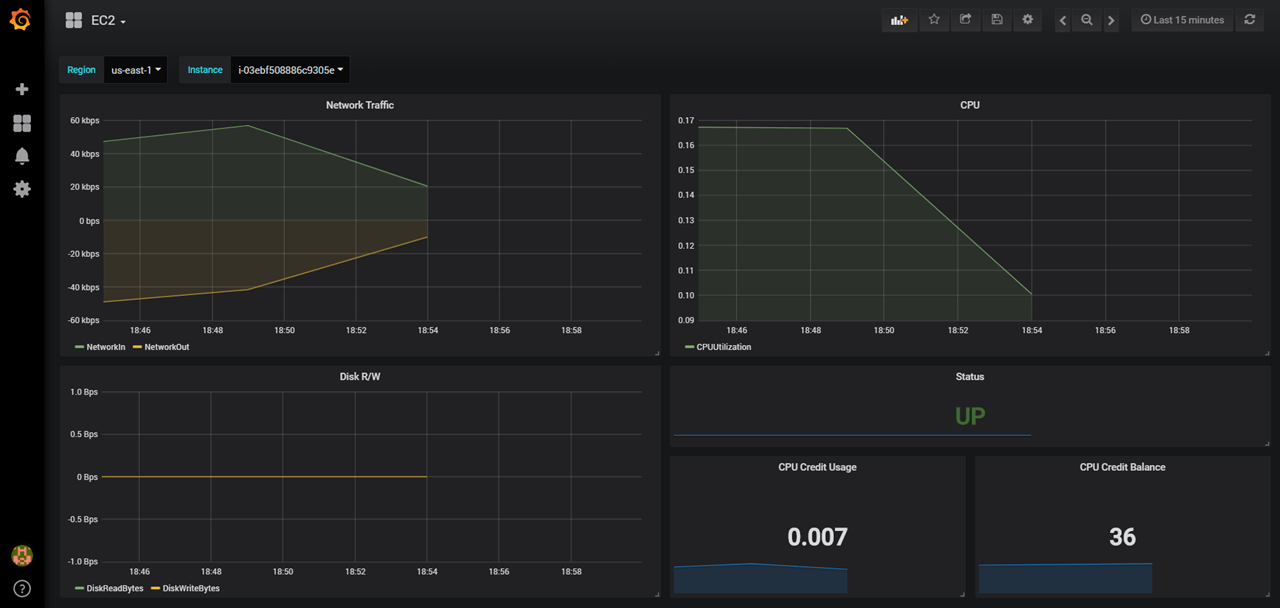 EC2
Last 15 minutes
Region us-east-1 Instance i-03ebf508886c9305e
Network Traffic
60 kbps
40 kbps
20 kbps
0 bps
-20 kbps
-40 kbps
-60 kbps
18:46 18:48 18:50 18:52 18:54 18:56 18:58
NetworkIn NetworkOut
CPU
0.17
0.16
0.15
0.14
0.13
0.12
0.11
0.10
0.09
18:46 18:48 18:50 18:52 18:54 18:56 18:58
CPUUtilization
Disk R/W
1.0 Bps
0.5 Bps
0 Bps
-0.5 Bps
-1.0 Bps
18:46 18:48 18:50 18:52 18:54 18:56 18:58
DiskReadBytes DiskWriteBytes
Status
UP
CPU Credit Usage
0.007
CPU Credit Balance
36